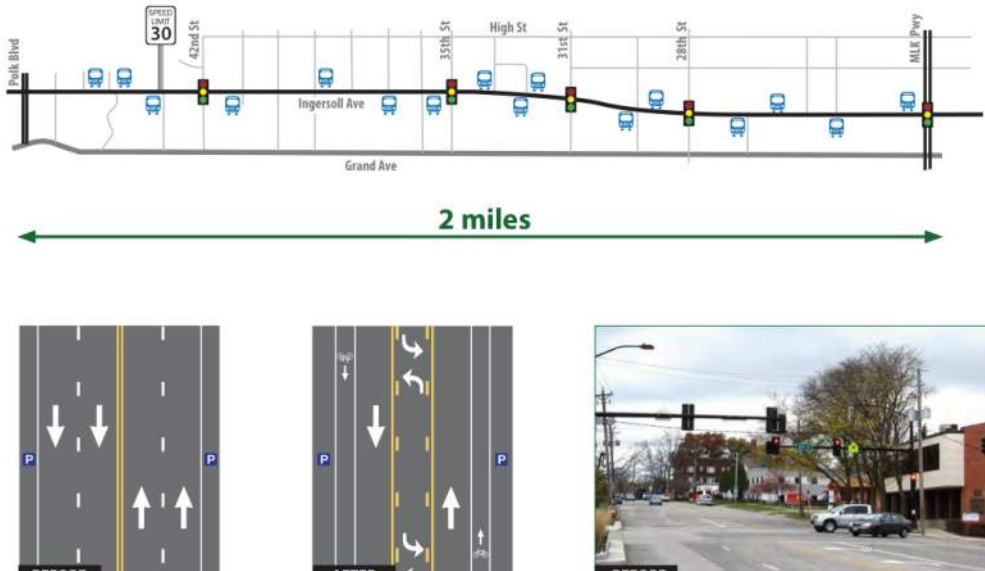 SPEED
LIMIT
30
Polk Blvd
42nd St
35th St
High St
31st St
28th St
MLK Pwy
Ingersoll Ave
Grand Ave
2 miles
P
P
P
P